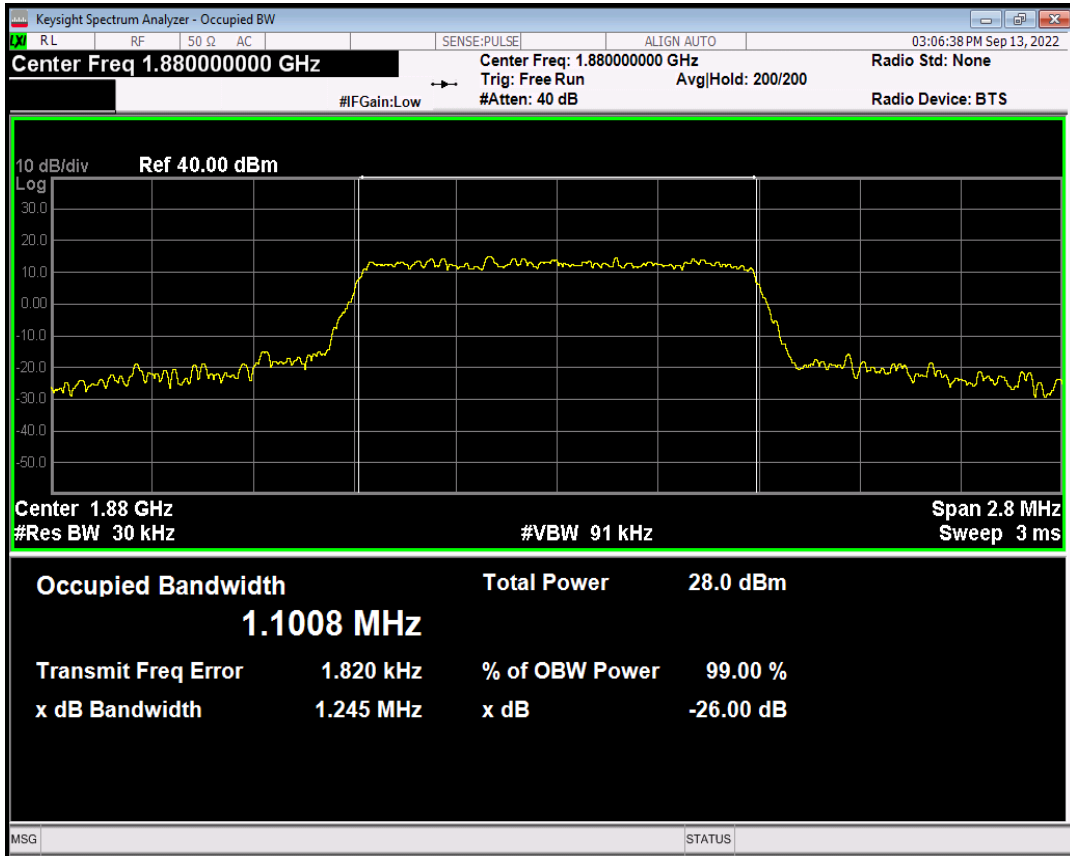 Keysight Spectrum Analyzer - Occupied BW
LXI RL RF 50 Ω AC SENSE:PULSE ALIGN AUTO 03:06:38 PM Sep 13, 2022
Center Freq 1.880000000 GHz Center Freq: 1.880000000 GHz Radio Std: None
Trig: Free Run Avg|Hold: 200/200
#IFGain:Low #Atten: 40 dB Radio Device: BTS
10 dB/div Ref 40.00 dBm
Log
30.0
20.0
10.0
0.00
-10.0
-20.0
-30.0
-40.0
-50.0
Center 1.88 GHz Span 2.8 MHz
#Res BW 30 kHz #VBW 91 kHz Sweep 3 ms
Occupied Bandwidth Total Power 28.0 dBm
1.1008 MHz
Transmit Freq Error 1.820 kHz % of OBW Power 99.00 %
x dB Bandwidth 1.245 MHz x dB -26.00 dB
MSG STATUS